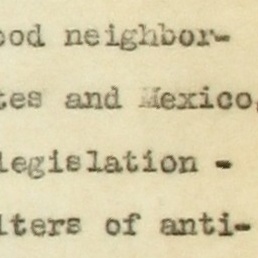 ood neighbor-
tes and Mexico,
legislation -
lters of anti-